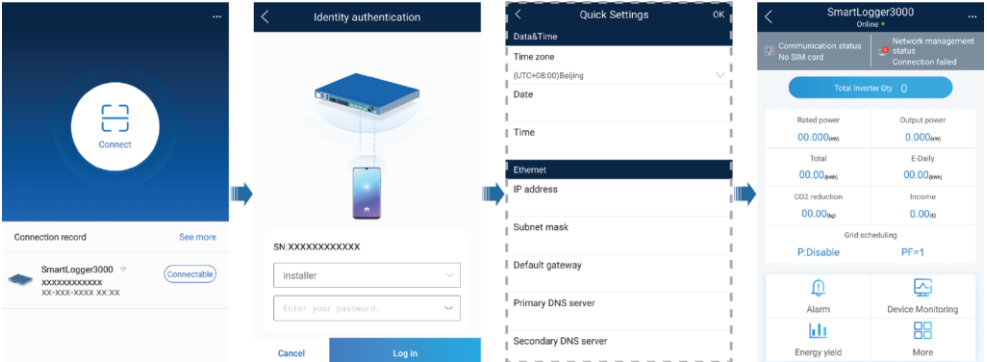 Connect
Connection record
See more
SmartLogger3000
XXXXXXXXXXXX
XX-XXX-XXXX XX:XX
Connectable
Identity authentication
SN:XXXXXXXXXXXX
installer
Enter your password.
Cancel
Log in
Quick Settings
OK
Data&Time
Time zone
(UTC+08:00)Beijing
Date
Time
Ethernet
IP address
Subnet mask
Default gateway
Primary DNS server
Secondary DNS server
SmartLogger3000
Online
Communication status
No SIM card
Network management
status
Connection failed
Total Inverter Qty 0
Rated power
00.000(kW)
Output power
0.000(kW)
Total
00.00(kWh)
E-Daily
00.00(kWh)
CO2 reduction
00.00(kg)
Income
0.00(€)
Grid scheduling
P:Disable
PF=1
Alarm
Device Monitoring
Energy yield
More